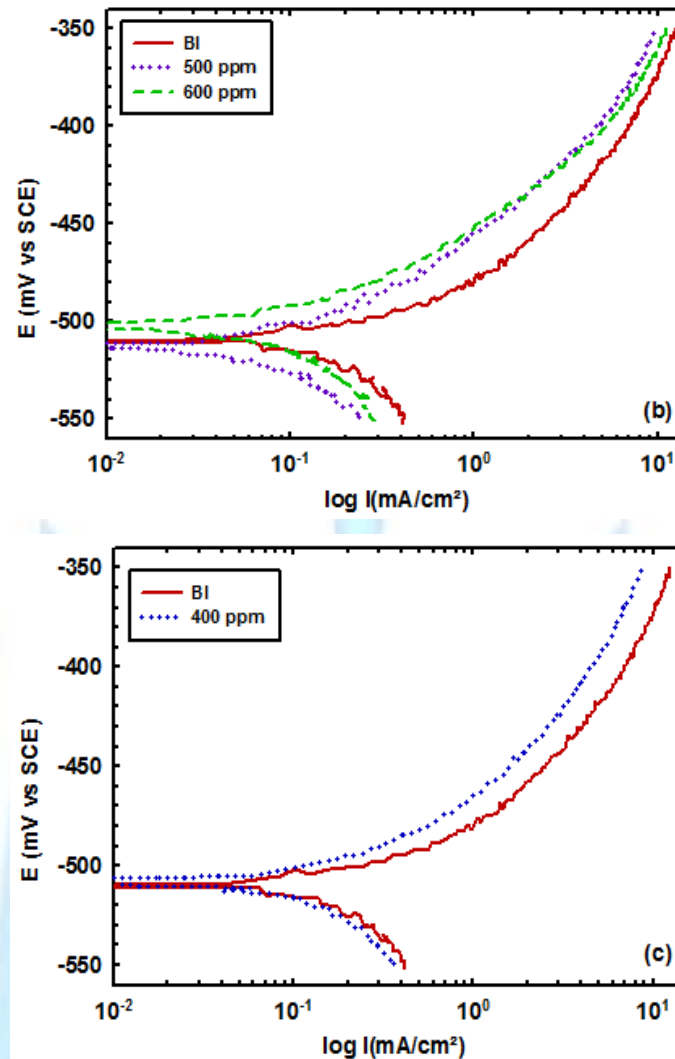 -350
-400
-450
-500
-550
E (mV vs SCE)
BI
500 ppm
600 ppm
(b)
10⁻² 10⁻¹ 10⁰ 10¹
log I(mA/cm²)
-350
-400
-450
-500
-550
E (mV vs SCE)
BI
400 ppm
(c)
10⁻² 10⁻¹ 10⁰ 10¹
log I(mA/cm²)